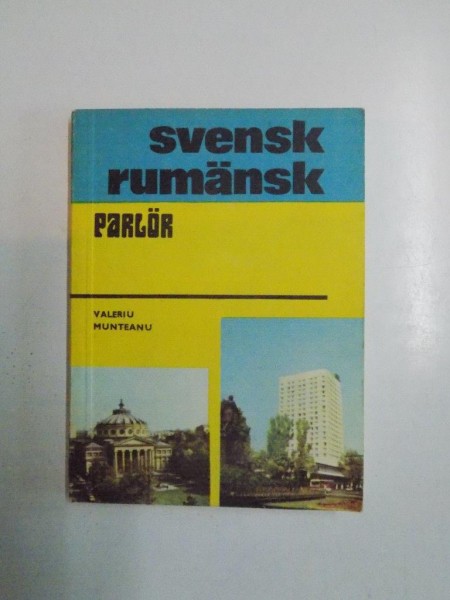 svensk
rumänsk
PARLÖR
VALERIU
MUNTEANU